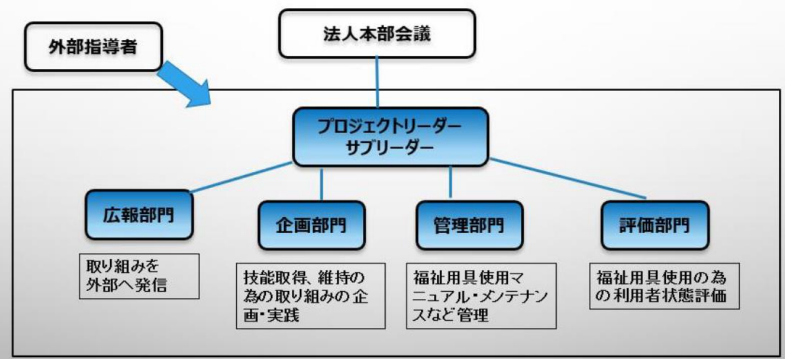 外部指導者
法人本部会議
プロジェクトリーダー
サブリーダー
広報部門
企画部門
管理部門
評価部門
取り組みを
外部へ発信
技能取得、維持の
為の取り組みの企
画・実践
福祉用具使用マ
ニュアル・メンテナン
スなど管理
福祉用具使用の為
の利用者状態評価